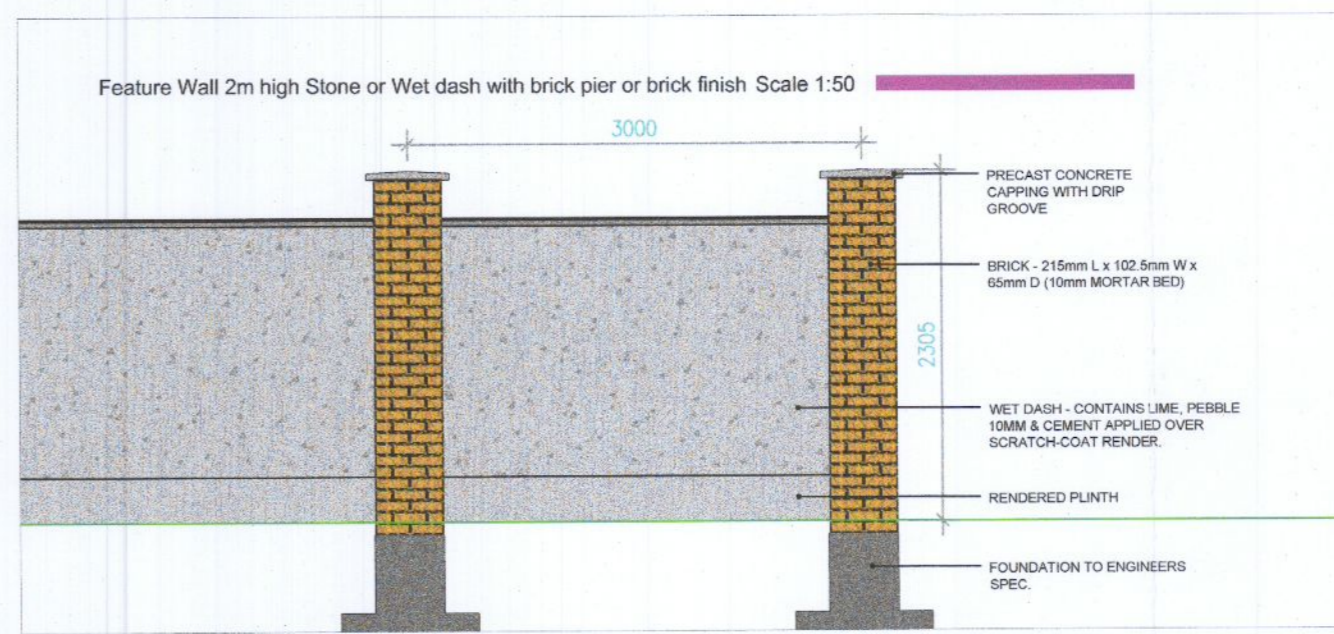 Feature Wall 2m high Stone or Wet dash with brick pier or brick finish Scale 1:50
3000
PRECAST CONCRETE
CAPPING WITH DRIP
GROOVE
BRICK - 215mm L x 102.5mm W x
65mm D (10mm MORTAR BED)
2305
WET DASH - CONTAINS LIME, PEBBLE
10MM & CEMENT APPLIED OVER
SCRATCH-COAT RENDER.
RENDERED PLINTH
FOUNDATION TO ENGINEERS
SPEC.